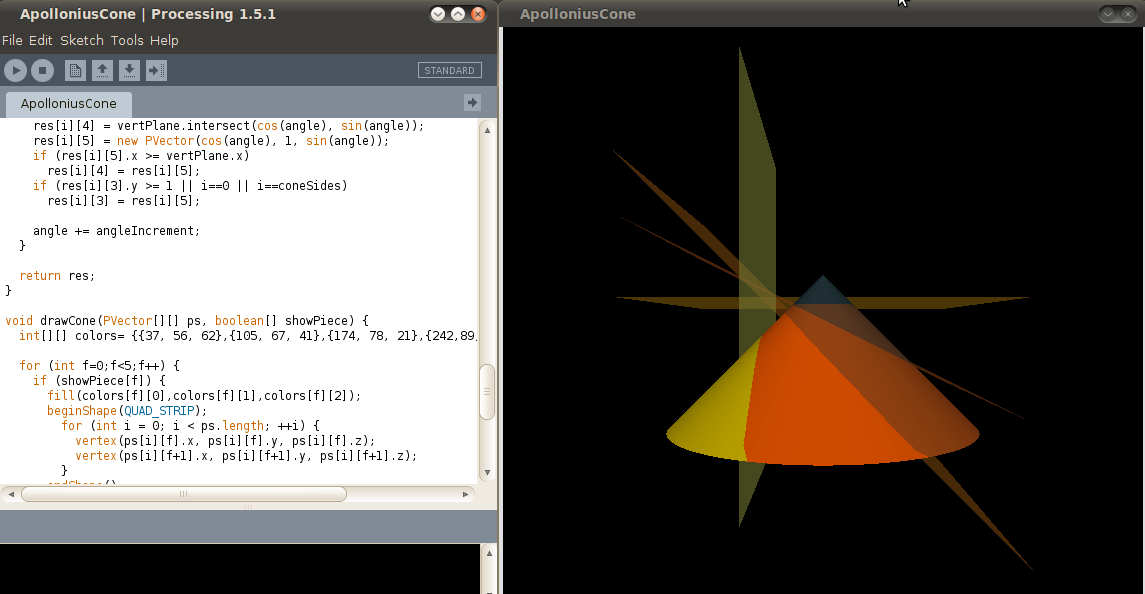 ApolloniusCone | Processing 1.5.1
File Edit Sketch Tools Help
STANDARD
ApolloniusCone
res[i][4] = vertPlane.intersect(cos(angle), sin(angle));
res[i][5] = new PVector(cos(angle), 1, sin(angle));
if (res[i][5].x >= vertPlane.x)
res[i][4] = res[i][5];
if (res[i][3].y >= 1 || i==0 || i==coneSides)
res[i][3] = res[i][5];
angle += angleIncrement;
}
return res;
}
void drawCone(PVector[][] ps, boolean[] showPiece) {
int[][] colors= {{37, 56, 62},{105, 67, 41},{174, 78, 21},{242,89,
for (int f=0;f<5;f++) {
if (showPiece[f]) {
fill(colors[f][0],colors[f][1],colors[f][2]);
beginShape(QUAD_STRIP);
for (int i = 0; i < ps.length; ++i) {
vertex(ps[i][f].x, ps[i][f].y, ps[i][f].z);
vertex(ps[i][f+1].x, ps[i][f+1].y, ps[i][f+1].z);
}
ApolloniusCone